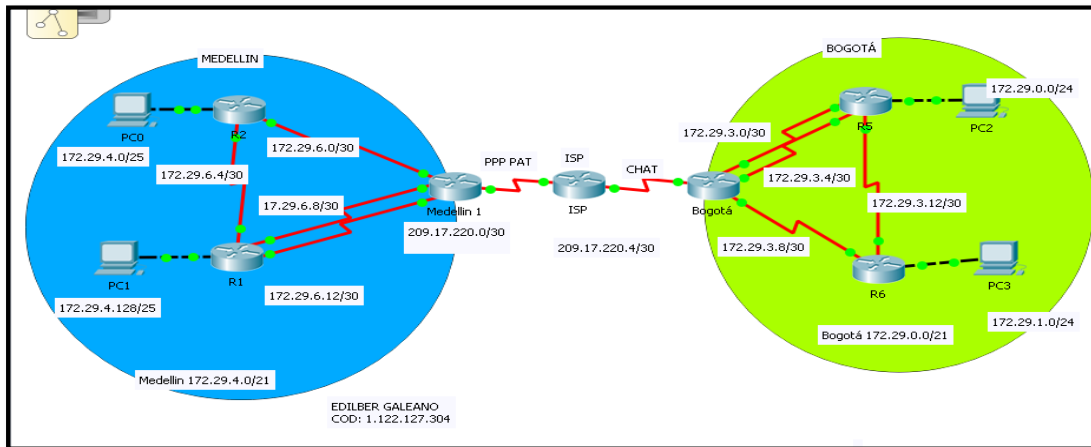 MEDELLIN
PC0
172.29.4.0/25
R2
172.29.6.0/30
172.29.6.4/30
17.29.6.8/30
PC1
172.29.4.128/25
R1
172.29.6.12/30
Medellin 172.29.4.0/21
Medellin 1
209.17.220.0/30
PPP PAT
ISP
ISP
CHAT
209.17.220.4/30
BOGOTÁ
172.29.0.0/24
R5
PC2
172.29.3.0/30
172.29.3.4/30
Bogotá
172.29.3.12/30
172.29.3.8/30
R6
PC3
172.29.1.0/24
Bogotá 172.29.0.0/21
EDILBER GALEANO
COD: 1.122.127.304